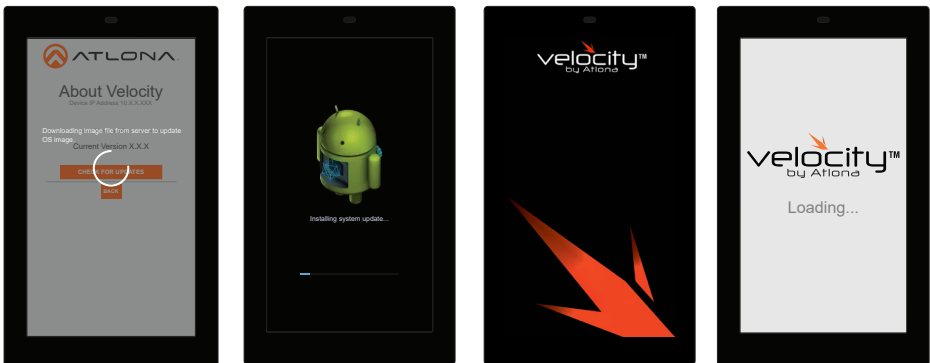 ATLONA.
About Velocity
Device IP Address 10.X.X.XXX
Downloading image file from server to update
OS image.
Current Version X.X.X
CHECK FOR UPDATES
BACK
Installing system update...
velocity™
by Atlona
velocity™
by Atlona
Loading...